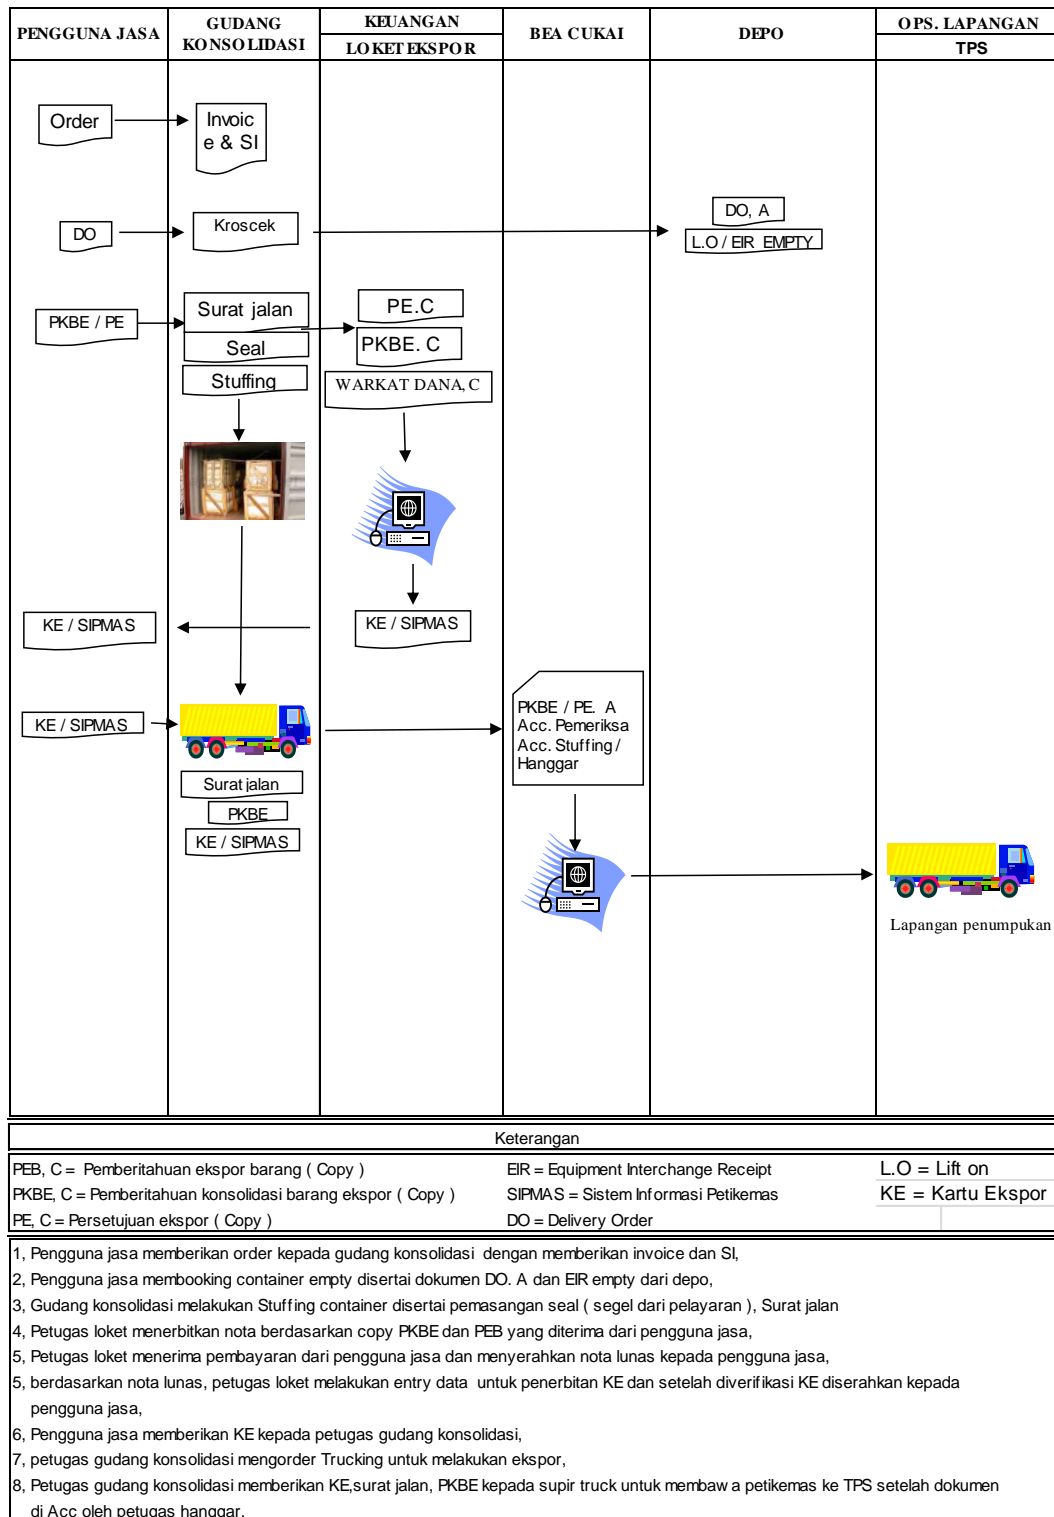 PENGGUNA JASA
GUDANG
KONSOLIDASI
KEUANGAN
LOKET EKSPOR
BEA CUKAI
DEPO
OPS. LAPANGAN
TPS
Order
Invoic
e & SI
DO
Kroscek
DO, A
L.O / EIR EMPTY
PKBE / PE
Surat jalan
Seal
Stuffing
PE.C
PKBE. C
WARKAT DANA, C
KE / SIPMAS
KE / SIPMAS
KE / SIPMAS
PKBE / PE. A
Acc. Pemeriksa
Acc. Stuffing /
Hanggar
Surat jalan
PKBE
KE / SIPMAS
Lapangan penumpukan
Keterangan
PEB, C = Pemberitahuan ekspor barang ( Copy )
EIR = Equipment Interchange Receipt
L.O = Lift on
PKBE, C = Pemberitahuan konsolidasi barang ekspor ( Copy )
SIPMAS = Sistem Informasi Petikemas
KE = Kartu Ekspor
PE, C = Persetujuan ekspor ( Copy )
DO = Delivery Order
1, Pengguna jasa memberikan order kepada gudang konsolidasi dengan memberikan invoice dan SI,
2, Pengguna jasa membooking container empty disertai dokumen DO. A dan EIR empty dari depo,
3, Gudang konsolidasi melakukan Stuffing container disertai pemasangan seal ( segel dari pelayaran ), Surat jalan
4, Petugas loket menerbitkan nota berdasarkan copy PKBE dan PEB yang diterima dari pengguna jasa,
5, Petugas loket menerima pembayaran dari pengguna jasa dan menyerahkan nota lunas kepada pengguna jasa,
5, berdasarkan nota lunas, petugas loket melakukan entry data untuk penerbitan KE dan setelah diverifikasi KE diserahkan kepada
pengguna jasa,
6, Pengguna jasa memberikan KE kepada petugas gudang konsolidasi,
7, petugas gudang konsolidasi mengorder Trucking untuk melakukan ekspor,
8, Petugas gudang konsolidasi memberikan KE,surat jalan, PKBE kepada supir truck untuk membawa petikemas ke TPS setelah dokumen
di Acc oleh petugas hanggar.